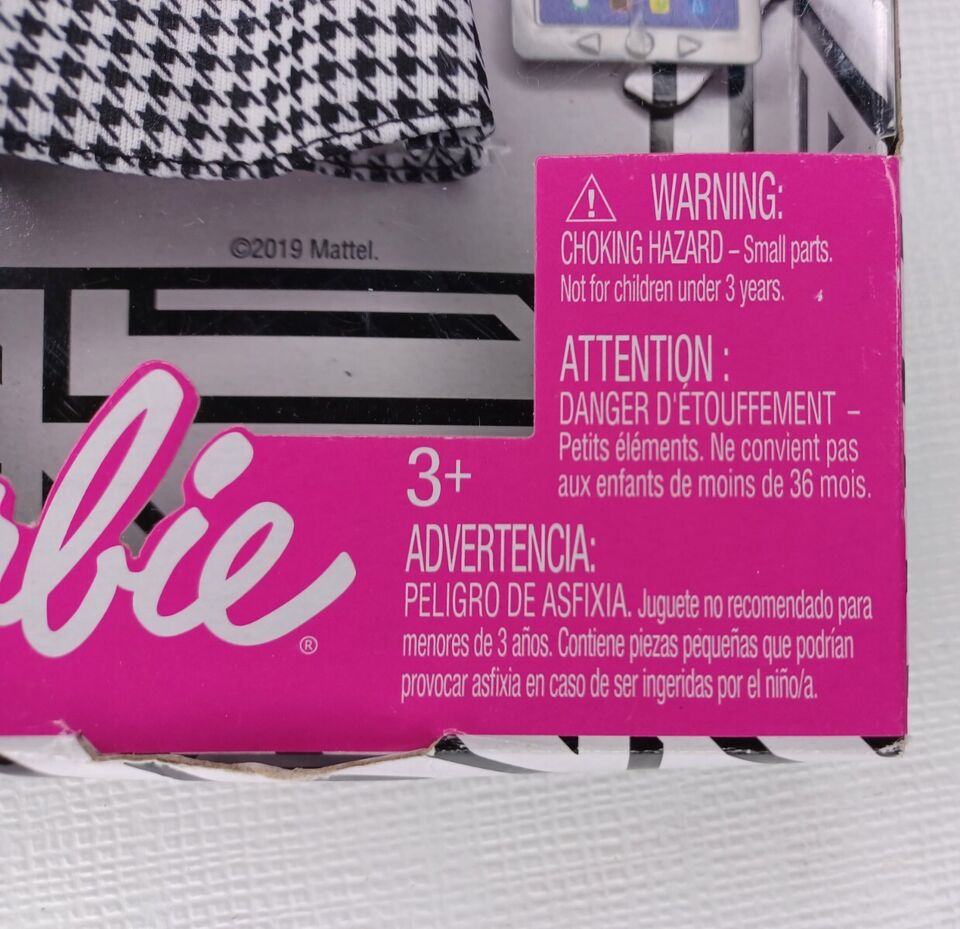 ©2019 Mattel.
⚠ WARNING:
CHOKING HAZARD – Small parts.
Not for children under 3 years.
ATTENTION :
DANGER D'ÉTOUFFEMENT –
Petits éléments. Ne convient pas
aux enfants de moins de 36 mois.
rbie®
3+
ADVERTENCIA:
PELIGRO DE ASFIXIA. Juguete no recomendado para
menores de 3 años. Contiene piezas pequeñas que podrían
provocar asfixia en caso de ser ingeridas por el niño/a.